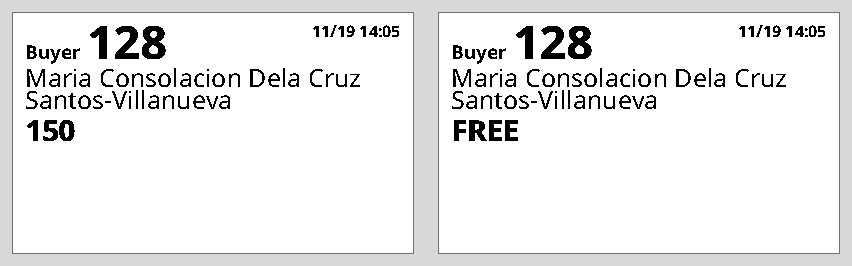 Buyer 128 11/19 14:05
Maria Consolacion Dela Cruz
Santos-Villanueva
150
Buyer 128 11/19 14:05
Maria Consolacion Dela Cruz
Santos-Villanueva
FREE